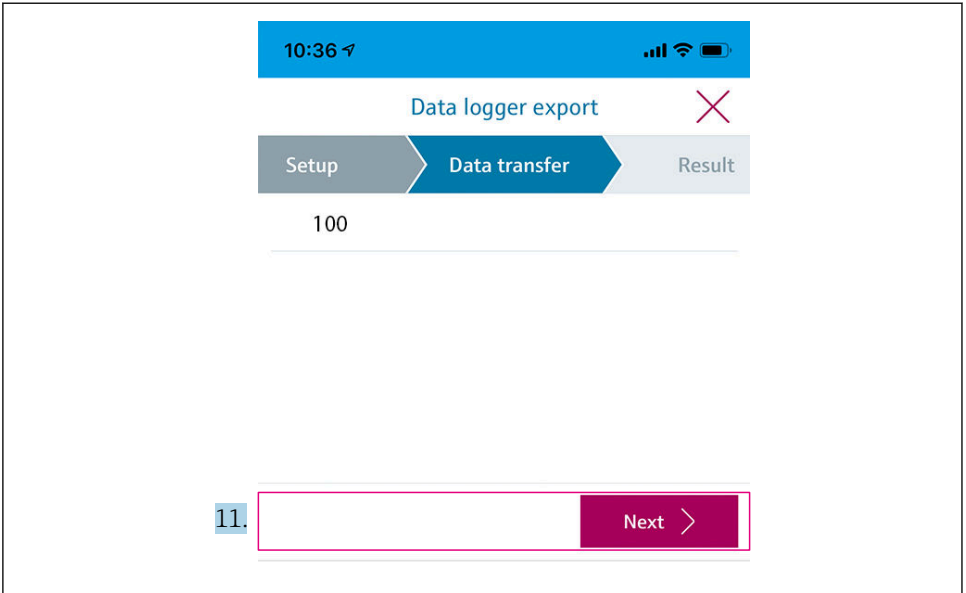 10:36
Data logger export
Setup Data transfer Result
100
11. Next